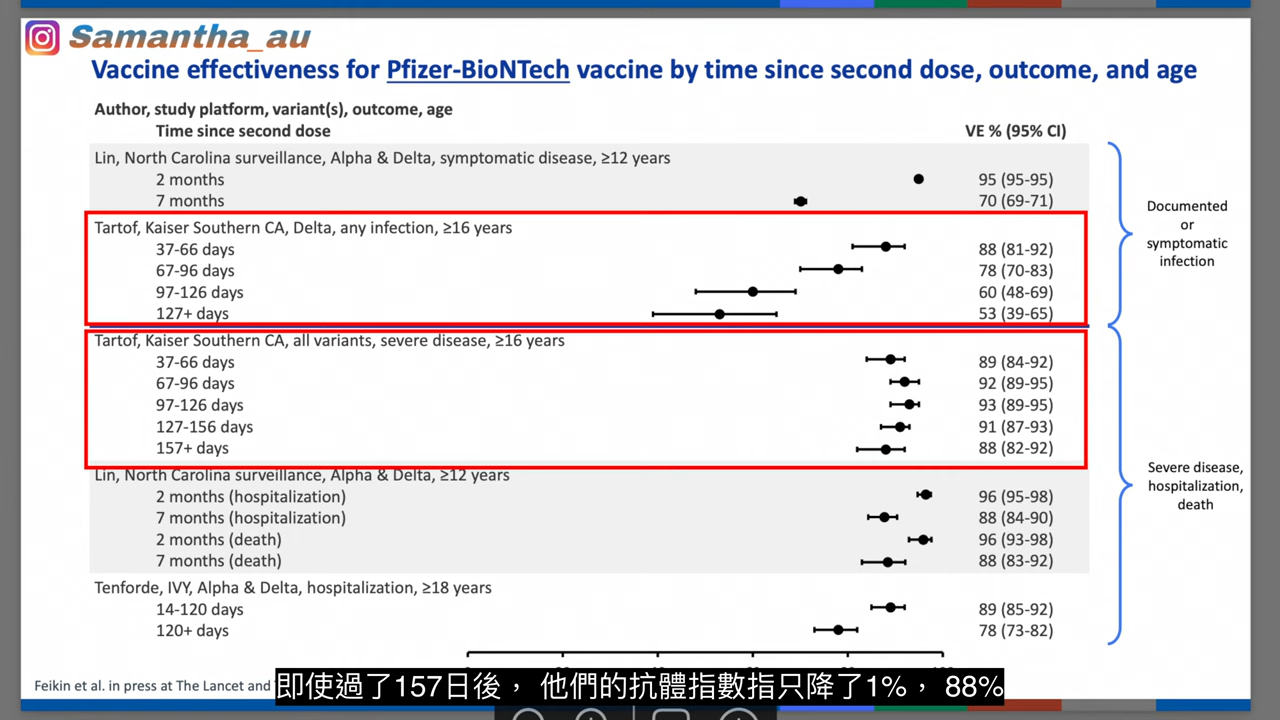 Samantha_au
Vaccine effectiveness for Pfizer-BioNTech vaccine by time since second dose, outcome, and age
Author, study platform, variant(s), outcome, age
Time since second dose VE % (95% CI)
Lin, North Carolina surveillance, Alpha & Delta, symptomatic disease, ≥12 years
2 months 95 (95-95)
7 months 70 (69-71)
Tartof, Kaiser Southern CA, Delta, any infection, ≥16 years
37-66 days 88 (81-92)
67-96 days 78 (70-83)
97-126 days 60 (48-69)
127+ days 53 (39-65)
Documented
or
symptomatic
infection
Tartof, Kaiser Southern CA, all variants, severe disease, ≥16 years
37-66 days 89 (84-92)
67-96 days 92 (89-95)
97-126 days 93 (89-95)
127-156 days 91 (87-93)
157+ days 88 (82-92)
Lin, North Carolina surveillance, Alpha & Delta, ≥12 years
2 months (hospitalization) 96 (95-98)
7 months (hospitalization) 88 (84-90)
2 months (death) 96 (93-98)
7 months (death) 88 (83-92)
Tenforde, IVY, Alpha & Delta, hospitalization, ≥18 years
14-120 days 89 (85-92)
120+ days 78 (73-82)
Severe disease,
hospitalization,
death
Feikin et al. in press at The Lancet and
即使過了157日後， 他們的抗體指數指只降了1%， 88%